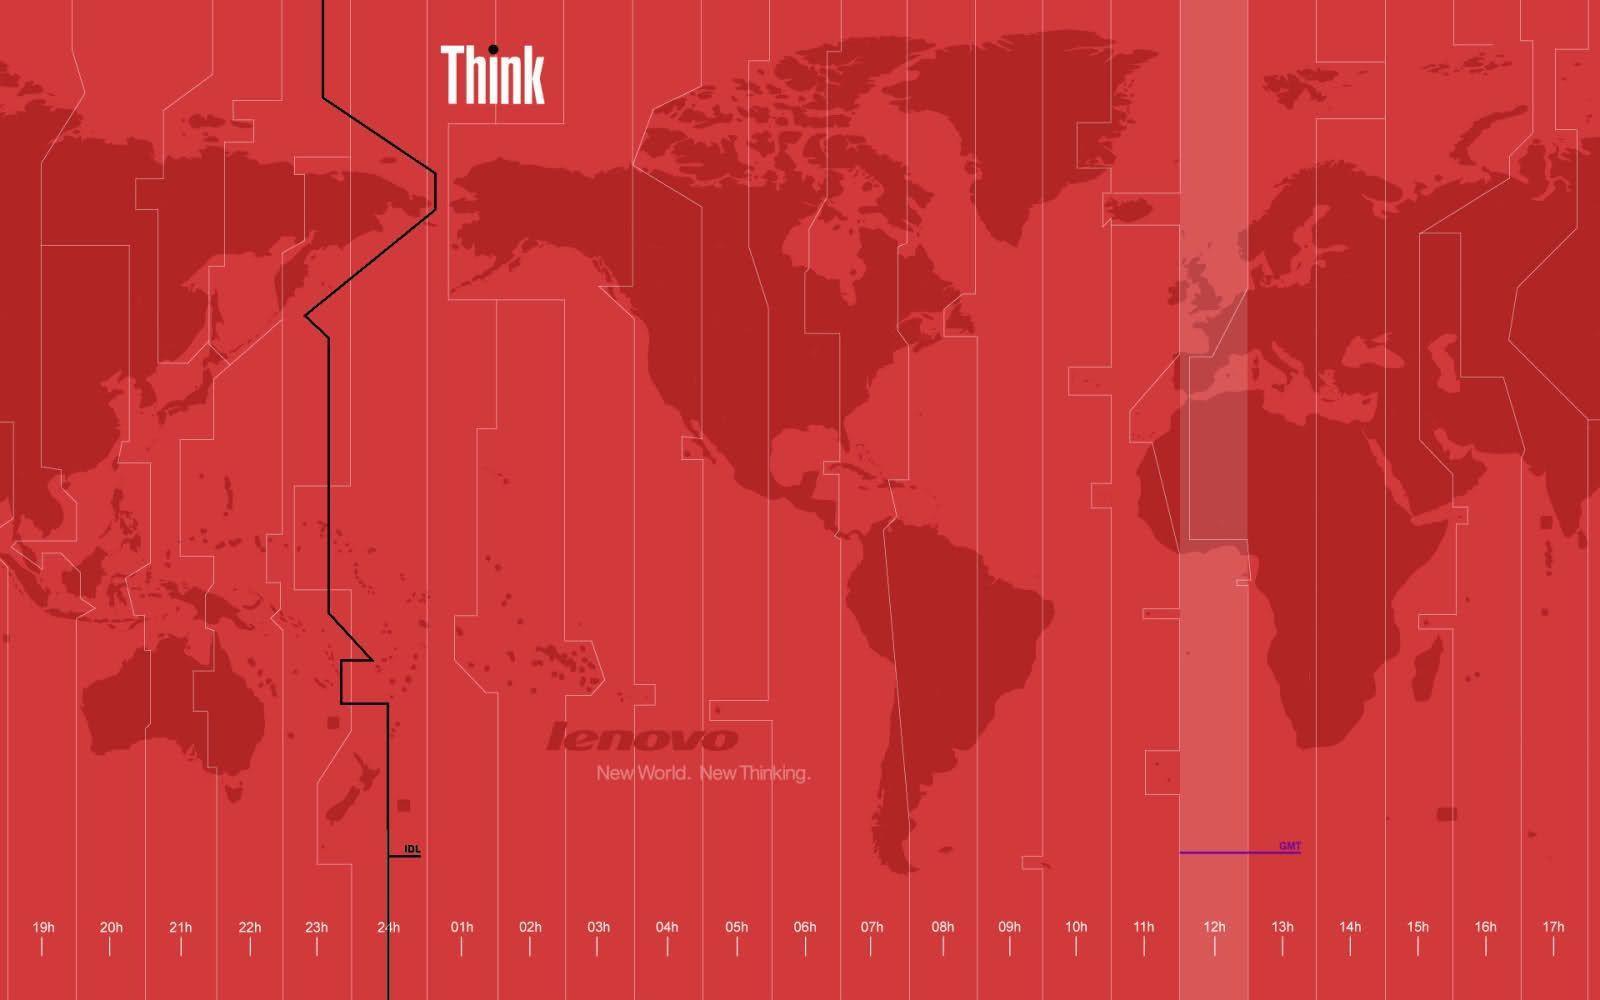 Think
lenovo
New World. New Thinking.
IDL
GMT
19h 20h 21h 22h 23h 24h 01h 02h 03h 04h 05h 06h 07h 08h 09h 10h 11h 12h 13h 14h 15h 16h 17h